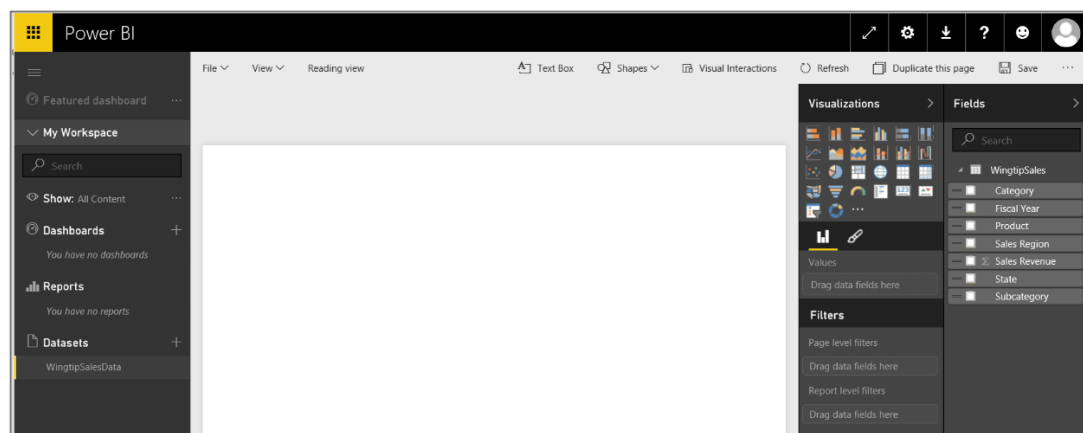 Power BI
?
File View Reading view Text Box Shapes Visual Interactions Refresh Duplicate this page Save ...
Featured dashboard ...
My Workspace
Search
Show: All Content ...
Dashboards +
You have no dashboards
Reports
You have no reports
Datasets +
WingtipSalesData
Visualizations
123
...
Values
Drag data fields here
Filters
Page level filters
Drag data fields here
Report level filters
Drag data fields here
Fields
Search
WingtipSales
Category
Fiscal Year
Product
Sales Region
Σ Sales Revenue
State
Subcategory